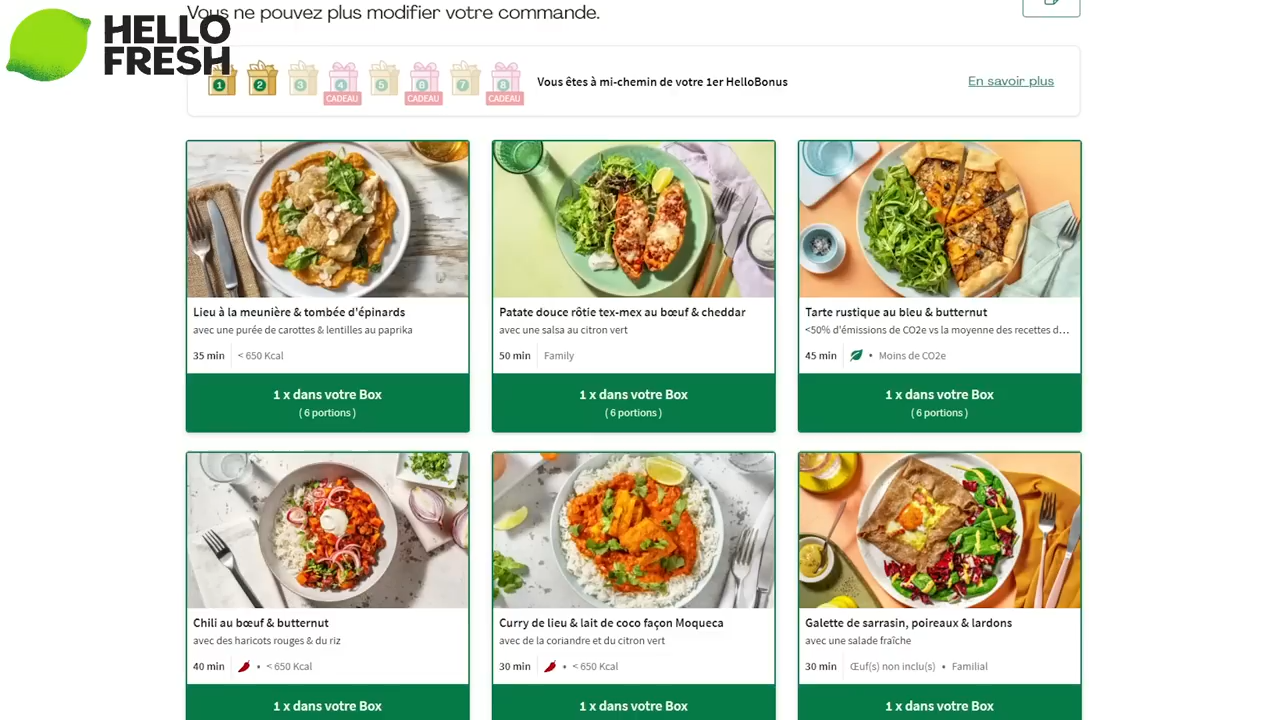 Vous ne pouvez plus modifier votre commande.
HELLO
FRESH
1 2 3 4 5 6 7 8
CADEAU CADEAU CADEAU
Vous êtes à mi-chemin de votre 1er HelloBonus
En savoir plus
Lieu à la meunière & tombée d'épinards
avec une purée de carottes & lentilles au paprika
35 min < 650 Kcal
1 x dans votre Box
( 6 portions )
Patate douce rôtie tex-mex au bœuf & cheddar
avec une salsa au citron vert
50 min Family
1 x dans votre Box
( 6 portions )
Tarte rustique au bleu & butternut
<50% d'émissions de CO2e vs la moyenne des recettes d...
45 min • Moins de CO2e
1 x dans votre Box
( 6 portions )
Chili au bœuf & butternut
avec des haricots rouges & du riz
40 min • < 650 Kcal
1 x dans votre Box
Curry de lieu & lait de coco façon Moqueca
avec de la coriandre et du citron vert
30 min • < 650 Kcal
1 x dans votre Box
Galette de sarrasin, poireaux & lardons
avec une salade fraîche
30 min Œuf(s) non inclu(s) • Familial
1 x dans votre Box